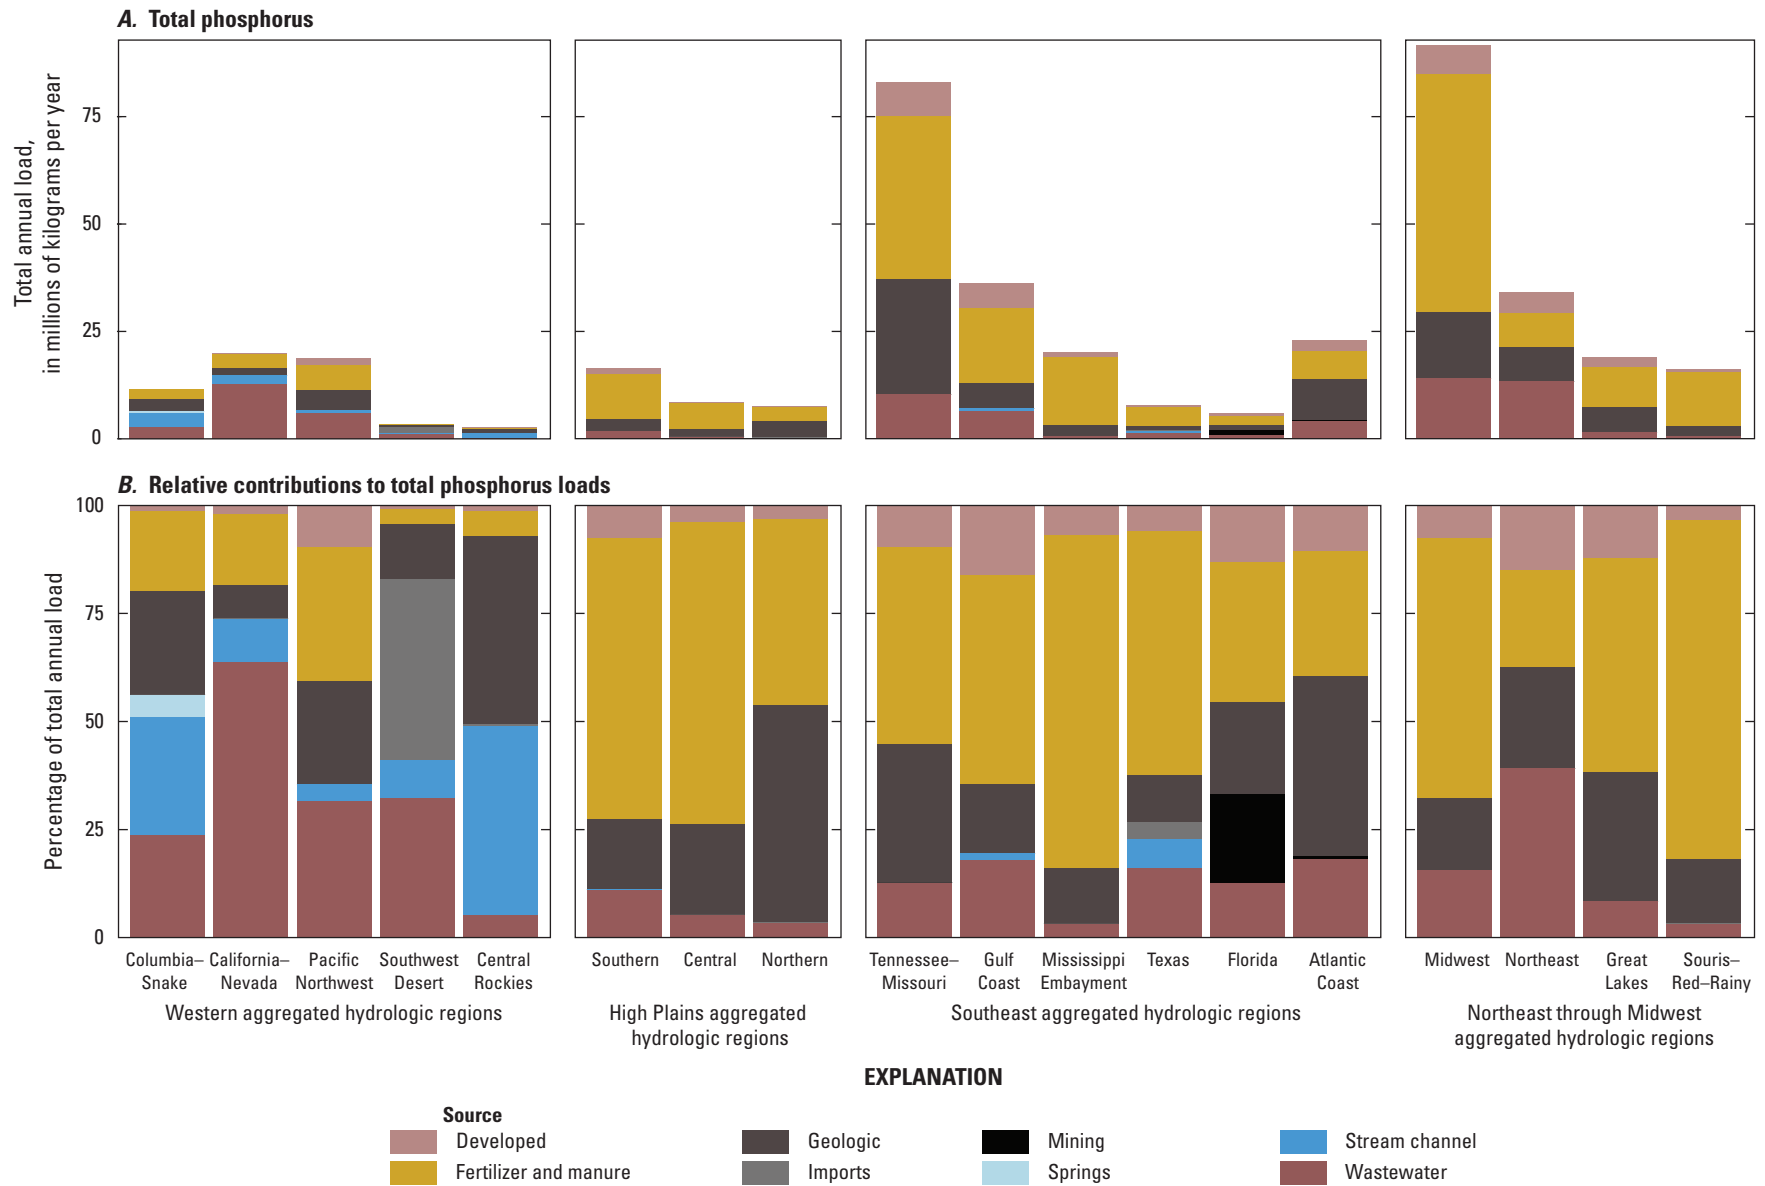 A. Total phosphorus
Total annual load,
in millions of kilograms per year
75
50
25
0
B. Relative contributions to total phosphorus loads
Percentage of total annual load
100
75
50
25
0
Columbia–
Snake
California–
Nevada
Pacific
Northwest
Southwest
Desert
Central
Rockies
Western aggregated hydrologic regions
Southern
Central
Northern
High Plains aggregated
hydrologic regions
Tennessee–
Missouri
Gulf
Coast
Mississippi
Embayment
Texas
Florida
Atlantic
Coast
Southeast aggregated hydrologic regions
Midwest
Northeast
Great
Lakes
Souris–
Red–Rainy
Northeast through Midwest
aggregated hydrologic regions
EXPLANATION
Source
Developed
Fertilizer and manure
Geologic
Imports
Mining
Springs
Stream channel
Wastewater